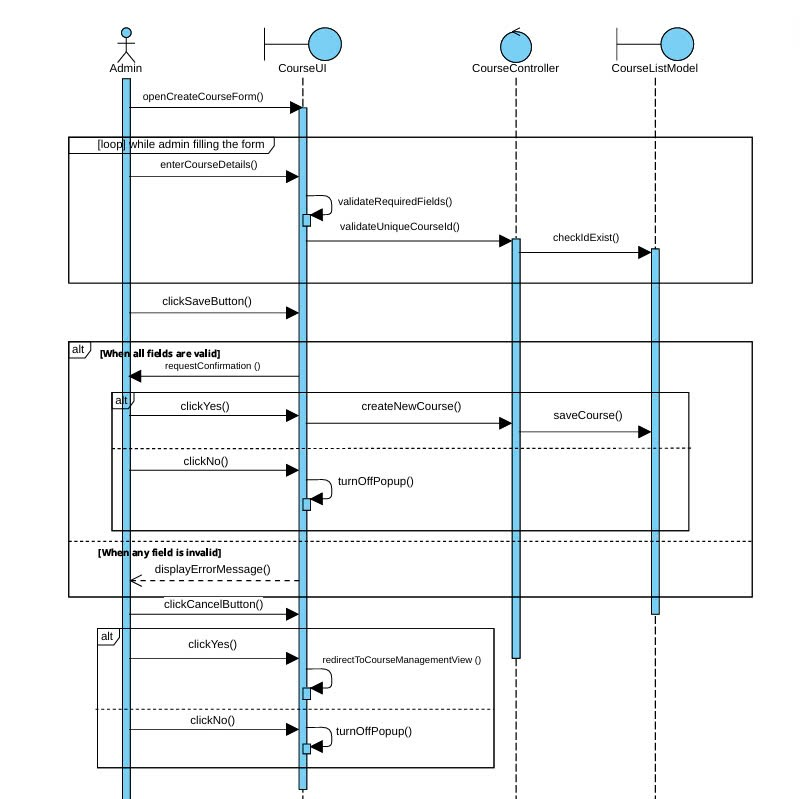 Admin
CourseUI
CourseController
CourseListModel
openCreateCourseForm()
[loop] while admin filling the form
enterCourseDetails()
validateRequiredFields()
validateUniqueCourseId()
checkIdExist()
clickSaveButton()
alt
[When all fields are valid]
requestConfirmation ()
alt
clickYes()
createNewCourse()
saveCourse()
clickNo()
turnOffPopup()
[When any field is invalid]
displayErrorMessage()
clickCancelButton()
alt
clickYes()
redirectToCourseManagementView ()
clickNo()
turnOffPopup()